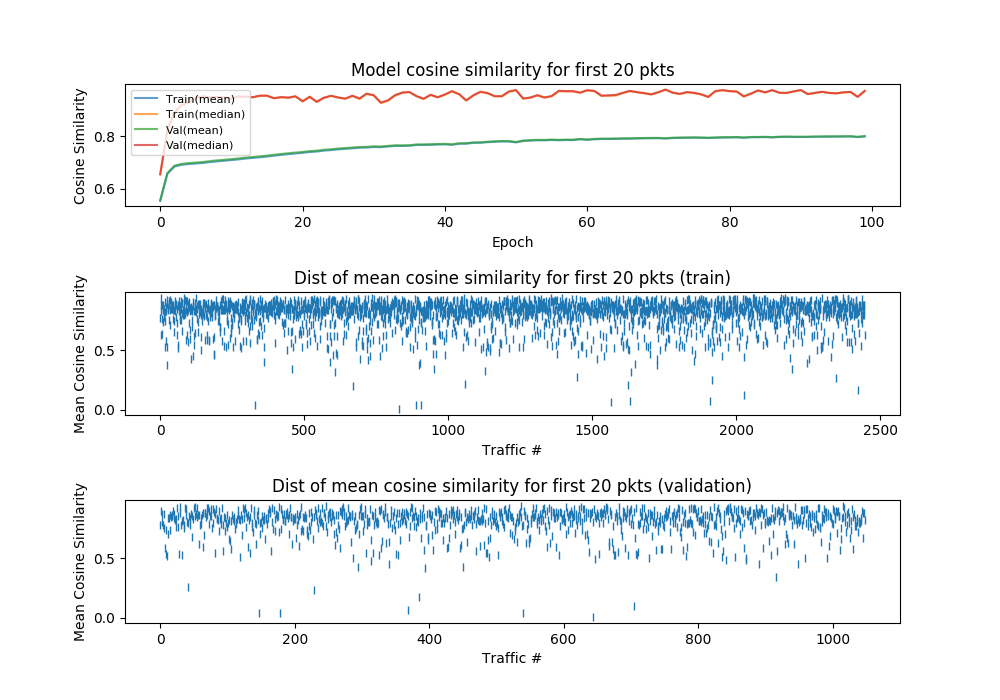 Model cosine similarity for first 20 pkts
Cosine Similarity
0.8
0.6
Train(mean)
Train(median)
Val(mean)
Val(median)
0 20 40 60 80 100
Epoch
Dist of mean cosine similarity for first 20 pkts (train)
Mean Cosine Similarity
0.5
0.0
0 500 1000 1500 2000 2500
Traffic #
Dist of mean cosine similarity for first 20 pkts (validation)
Mean Cosine Similarity
0.5
0.0
0 200 400 600 800 1000
Traffic #